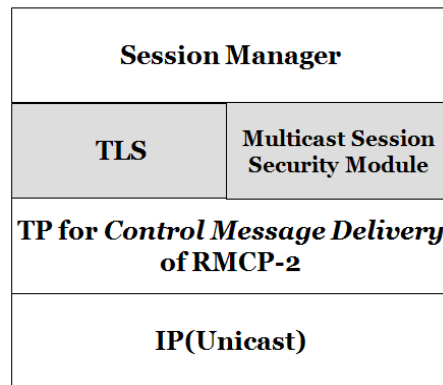 Session Manager
TLS
Multicast Session
Security Module
TP for Control Message Delivery
of RMCP-2
IP(Unicast)